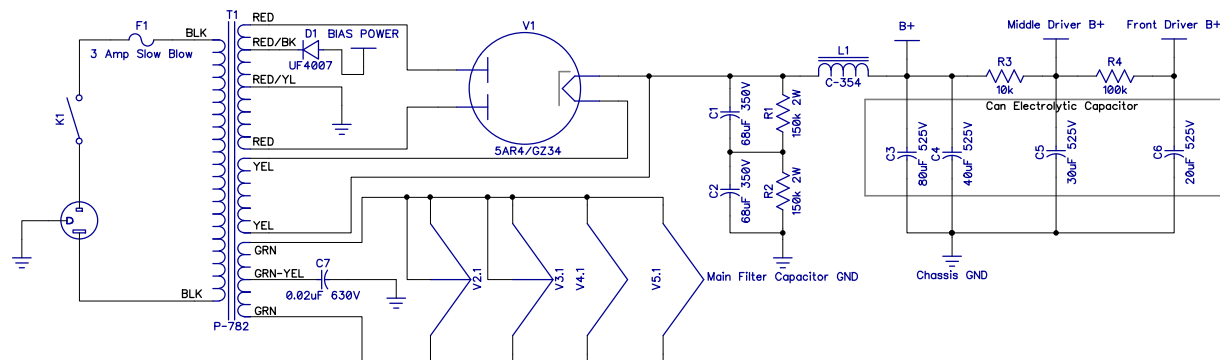 F1
3 Amp Slow Blow
BLK
T1
RED
RED/BK
D1
BIAS POWER
UF4007
RED/YL
RED
V1
5AR4/GZ34
K1
D
YEL
YEL
GRN
GRN-YEL
C7
0.02uF 630V
GRN
BLK
P-782
V2.1
V3.1
V4.1
V5.1
C1
68uF 350V
R1
150k 2W
C2
68uF 350V
R2
150k 2W
Main Filter Capacitor GND
L1
C-354
B+
Middle Driver B+
Front Driver B+
R3
10k
R4
100k
Can Electrolytic Capacitor
C3
80uF 525V
C4
40uF 525V
C5
30uF 525V
C6
20uF 525V
Chassis GND